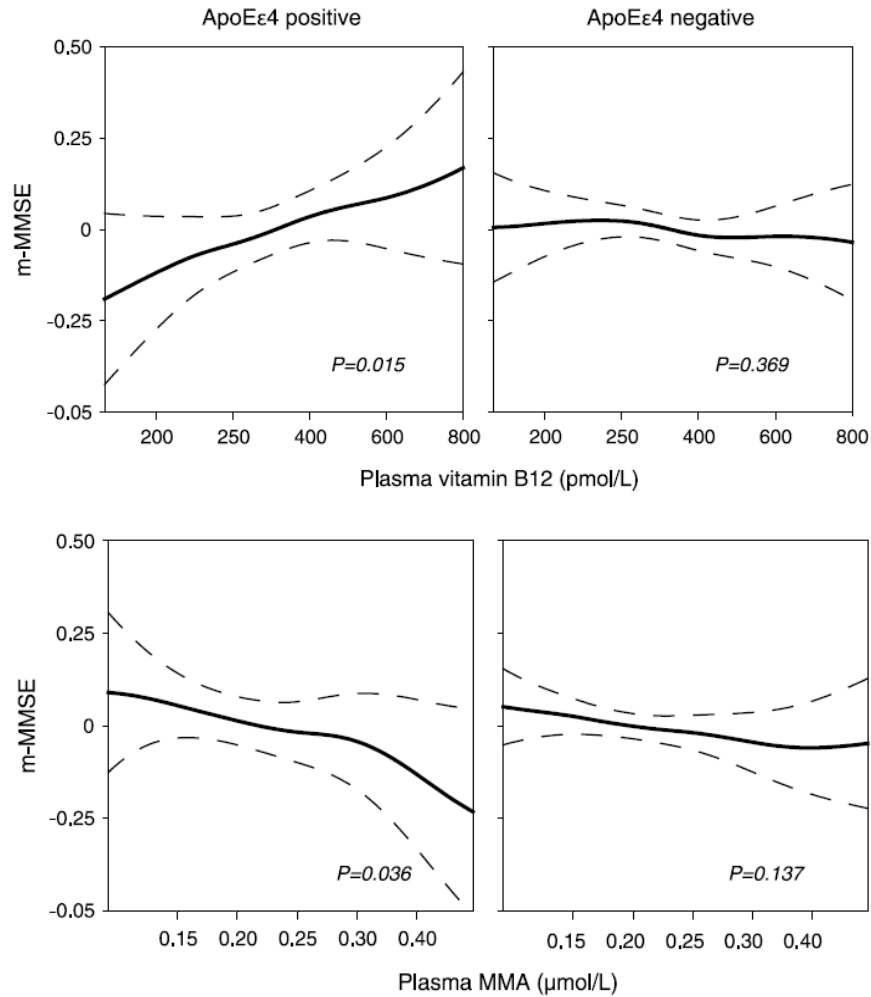 ApoEε4 positive
ApoEε4 negative
0.50
0.25
0
-0.25
-0.05
m-MMSE
P=0.015
P=0.369
200 250 400 600 800
200 250 400 600 800
Plasma vitamin B12 (pmol/L)
0.50
0.25
0
-0.25
-0.05
m-MMSE
P=0.036
P=0.137
0.15 0.20 0.25 0.30 0.40
0.15 0.20 0.25 0.30 0.40
Plasma MMA (μmol/L)